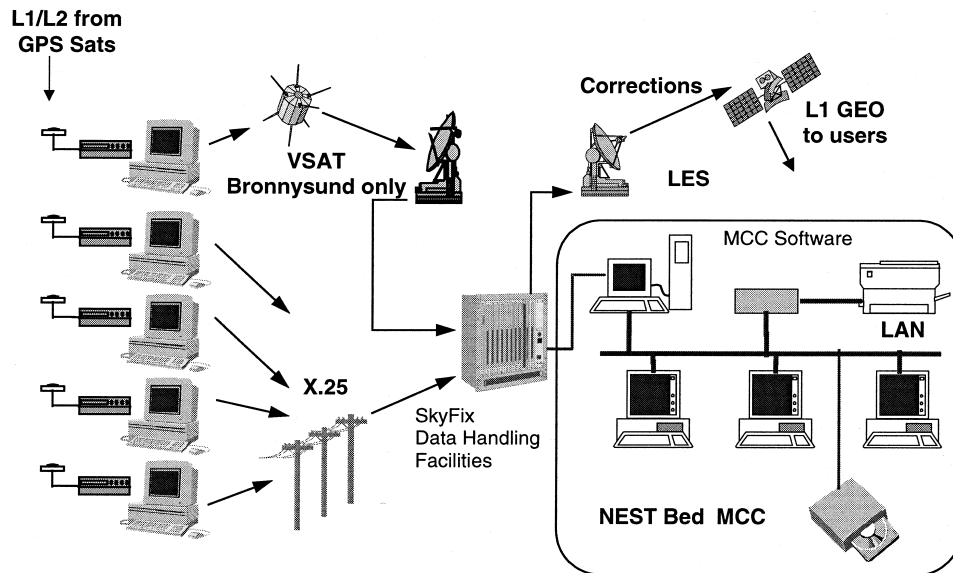 L1/L2 from
GPS Sats
VSAT
Bronnysund only
Corrections
L1 GEO
to users
LES
MCC Software
LAN
X.25
SkyFix
Data Handling
Facilities
NEST Bed MCC